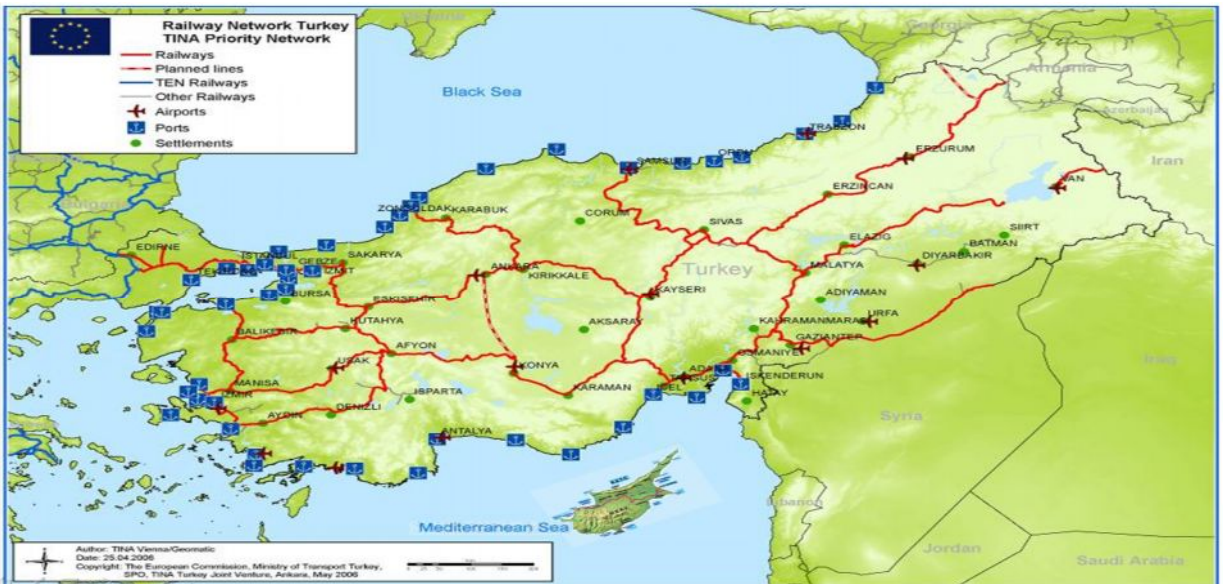 Railway Network Turkey
TINA Priority Network
Railways
Planned lines
TEN Railways
Other Railways
Airports
Ports
Settlements
Georgia
Armenia
Azerbaijan
Black Sea
TRABZON
SAMSUN
ORDU
ERZURUM
Iran
VAN
ERZINCAN
Bulgaria
ZONGULDAK
KARABUK
CORUM
SIVAS
SIIRT
EDIRNE
ISTANBUL
SAKARYA
ELAZIG
BATMAN
GEBZE
IZMIT
DIYARBAKIR
ANKARA
KIRIKKALE
Turkey
MALATYA
BURSA
ESKISEHIR
KAYSERI
ADIYAMAN
KUTAHYA
AKSARAY
KAHRAMANMARAS
URFA
BALIKESIR
GAZIANTEP
AFYON
USAK
KONYA
OSMANIYE
Iraq
MANISA
KARAMAN
ISKENDERUN
IZMIR
ISPARTA
HATAY
AYDIN
DENIZLI
Syria
ANTALYA
Lebanon
Mediterranean Sea
Jordan
Saudi Arabia
Author: TINA Vienna/Geomatic
Date: 25.04.2006
Copyright: The European Commission, Ministry of Transport Turkey,
SPO, TINA Turkey Joint Venture, Ankara, May 2006